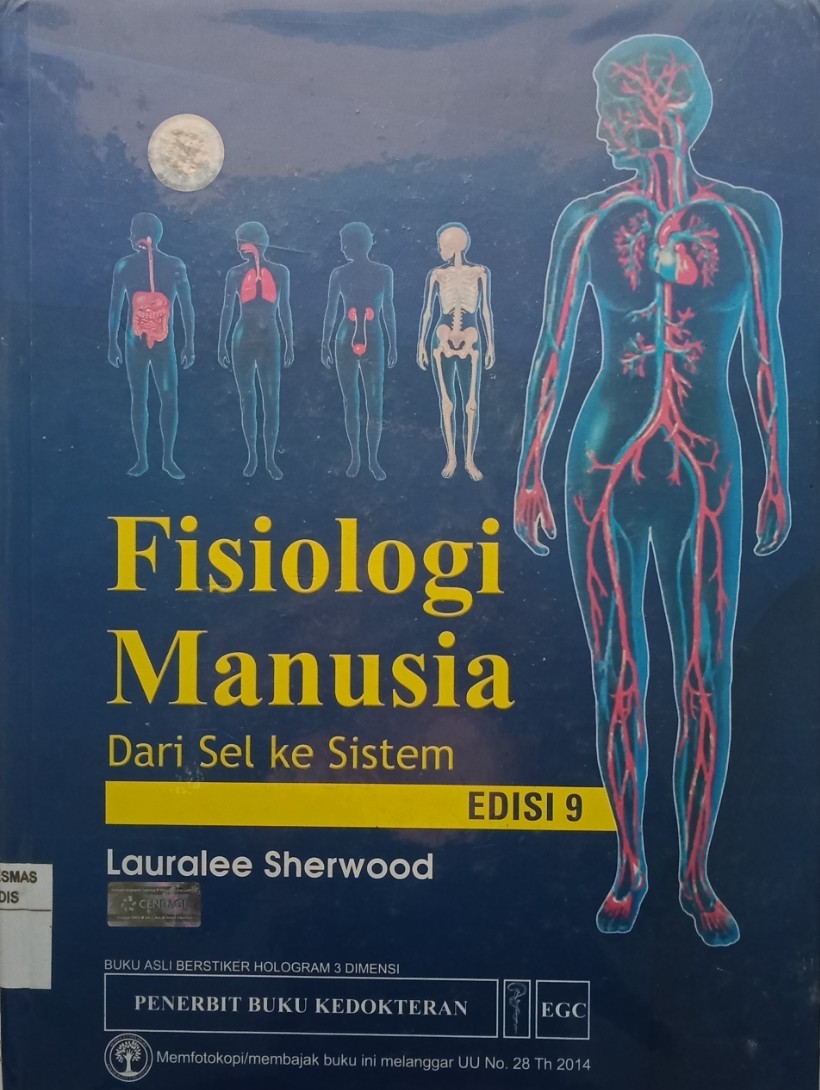 Fisiologi
Manusia
Dari Sel ke Sistem
EDISI 9
Lauralee Sherwood
SMAS
DIS
CENGAGE
BUKU ASLI BERSTIKER HOLOGRAM 3 DIMENSI
PENERBIT BUKU KEDOKTERAN
EGC
Memfotokopi/membajak buku ini melanggar UU No. 28 Th 2014